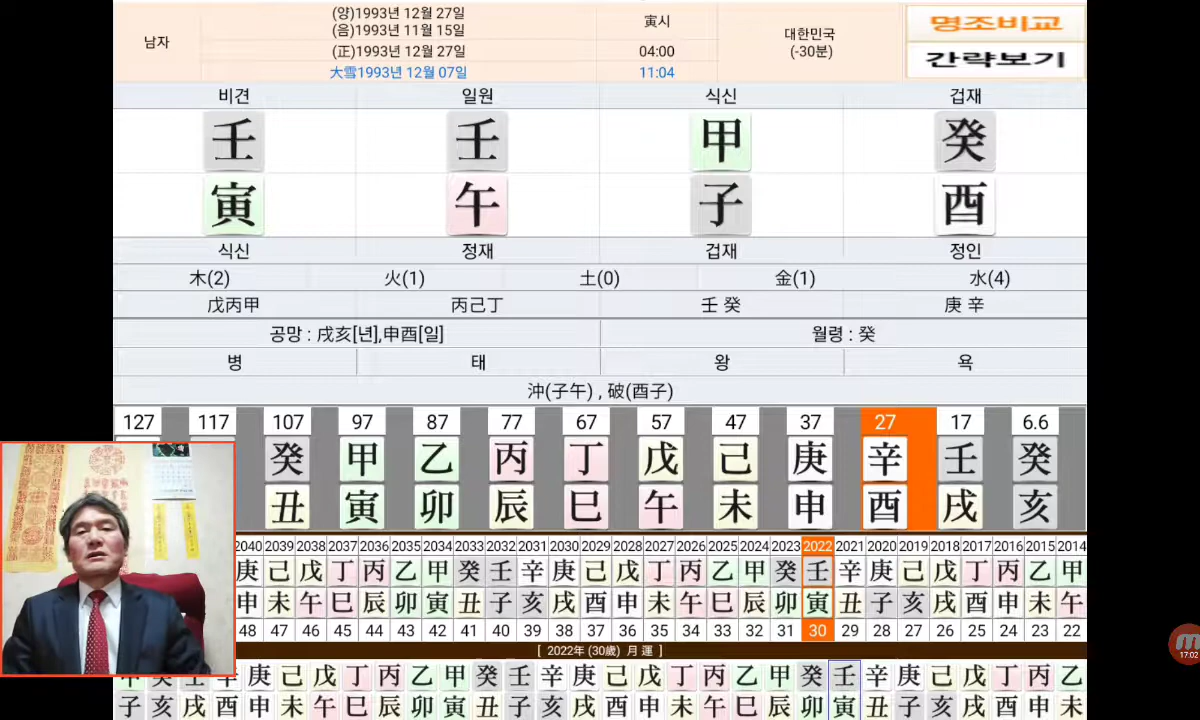 남자
(양)1993년 12월 27일
(음)1993년 11월 15일
(正)1993년 12월 27일
大雪1993년 12월 07일
寅시
04:00
11:04
대한민국
(-30분)
명조비교
간략보기
비견 일원 식신 겁재
壬 壬 甲 癸
寅 午 子 酉
식신 정재 겁재 정인
木(2) 火(1) 土(0) 金(1) 水(4)
戊丙甲 丙己丁 壬 癸 庚 辛
공망 : 戌亥[년],申酉[일] 월령 : 癸
병 태 왕 욕
沖(子午) , 破(酉子)
127 117 107 97 87 77 67 57 47 37 27 17 6.6
癸 甲 乙 丙 丁 戊 己 庚 辛 壬 癸
丑 寅 卯 辰 巳 午 未 申 酉 戌 亥
2040 2039 2038 2037 2036 2035 2034 2033 2032 2031 2030 2029 2028 2027 2026 2025 2024 2023 2022 2021 2020 2019 2018 2017 2016 2015 2014
庚 己 戊 丁 丙 乙 甲 癸 壬 辛 庚 己 戊 丁 丙 乙 甲 癸 壬 辛 庚 己 戊 丁 丙 乙 甲
申 未 午 巳 辰 卯 寅 丑 子 亥 戌 酉 申 未 午 巳 辰 卯 寅 丑 子 亥 戌 酉 申 未 午
48 47 46 45 44 43 42 41 40 39 38 37 36 35 34 33 32 31 30 29 28 27 26 25 24 23 22
[ 2022年 (30歲) 月 運 ]
甲 癸 壬 辛 庚 己 戊 丁 丙 乙 甲 癸 壬 辛 庚 己 戊 丁 丙 乙 甲 癸 壬 辛 庚 己 戊 丁 丙 乙
子 亥 戌 酉 申 未 午 巳 辰 卯 寅 丑 子 亥 戌 酉 申 未 午 巳 辰 卯 寅 丑 子 亥 戌 酉 申 未
17:02